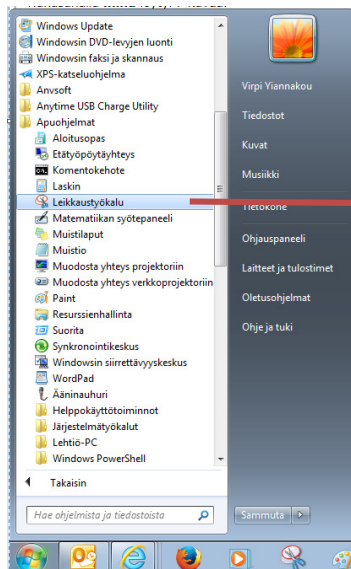 Windows Update
Windowsin DVD-levyjen luonti
Windowsin faksi ja skannaus
XPS-katseluohjelma
Anvsoft
Anytime USB Charge Utility
Apuohjelmat
Aloitusopas
Etätyöpöytäyhteys
Komentokehote
Laskin
Leikkaustyökalu
Matematiikan syötepaneeli
Muistilaput
Muistio
Muodosta yhteys projektoriin
Muodosta yhteys verkkoprojektoriin
Paint
Resurssienhallinta
Suorita
Synkronointikeskus
Windowsin siirrettävyyskeskus
WordPad
Ääninauhuri
Helppokäyttötoiminnot
Järjestelmätyökalut
Lehtiö-PC
Windows PowerShell
Takaisin
Hae ohjelmista ja tiedostoista
Virpi Yiannakou
Tiedostot
Kuvat
Musiikki
Tietokone
Ohjauspaneeli
Laitteet ja tulostimet
Oletusohjelmat
Ohje ja tuki
Sammuta